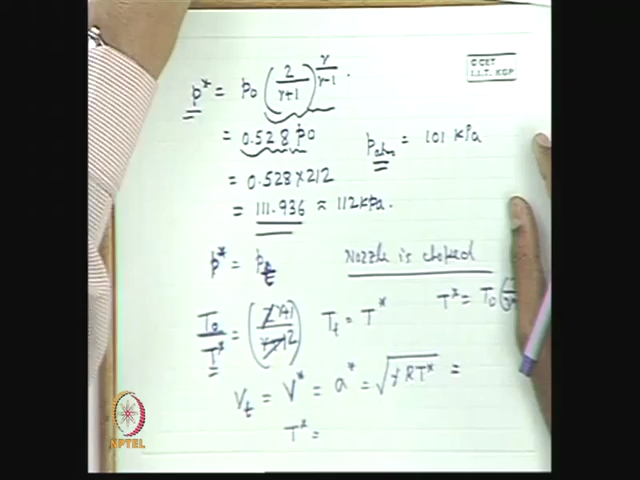 C CET
I.I.T. KGP
p* = p0 (2/(γ+1))^(γ/(γ-1)).
= 0.528 p0
patm = 101 kPa
= 0.528 × 212
= 111.936 ≈ 112 kPa.
p* = pt
Nozzle is choked
T0/T* = (γ+1/2)
Tt = T*
T* = T0 (
Vt = V* = a* = √γRT* =
T* =
NPTEL